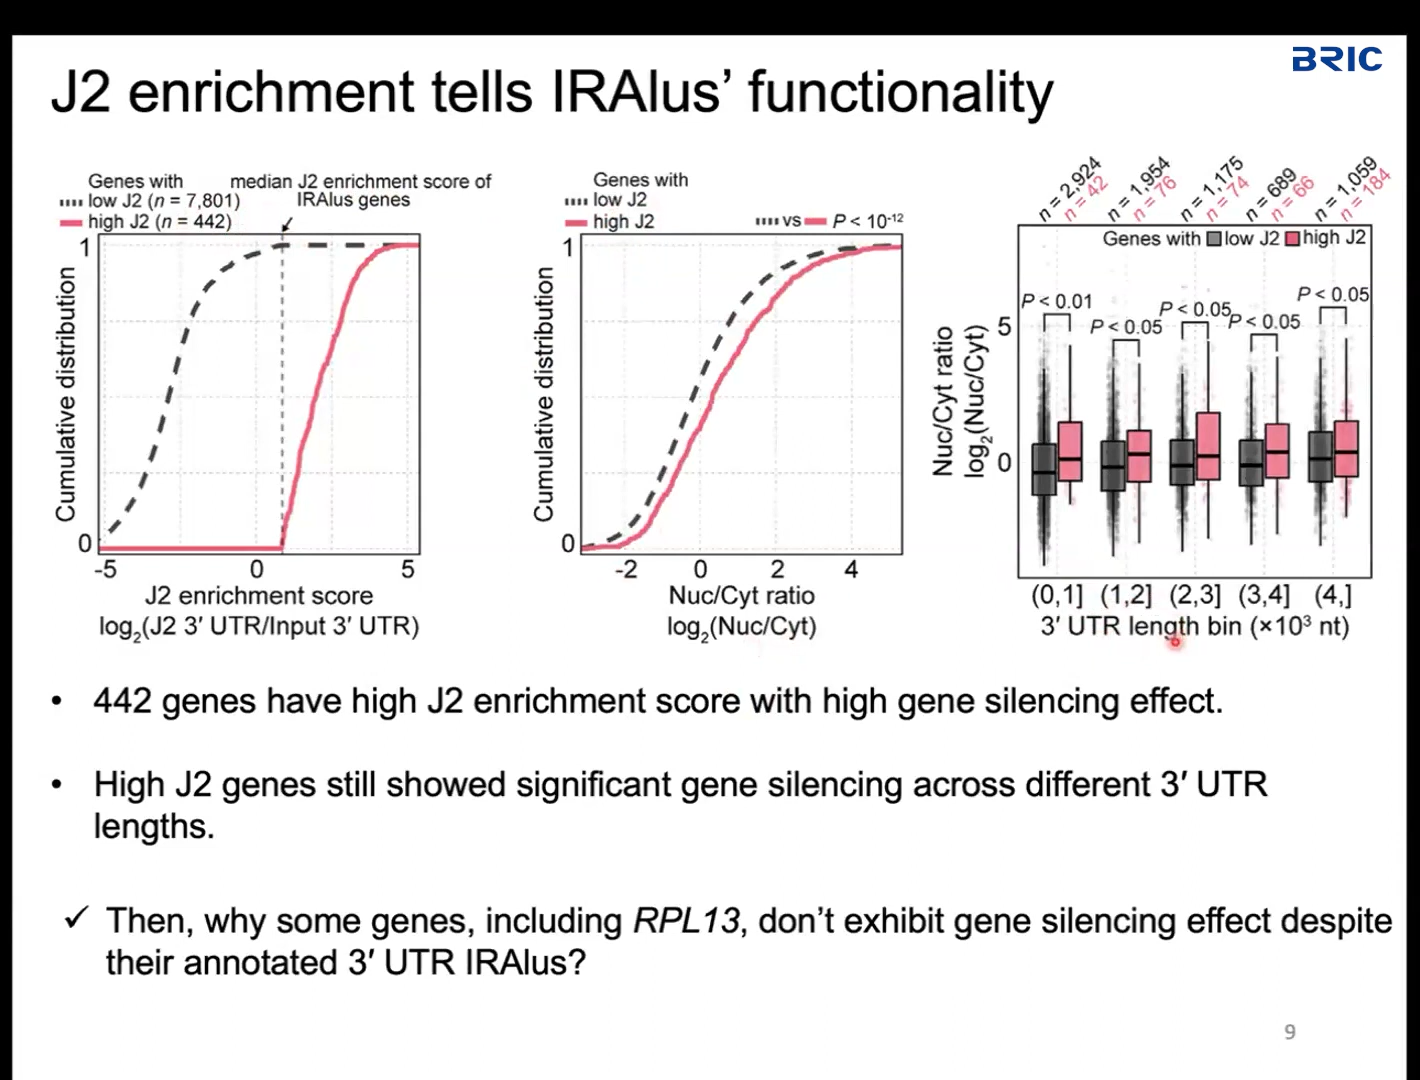 BRIC
J2 enrichment tells IRAlus’ functionality
Genes with
low J2 (n = 7,801)
high J2 (n = 442)
median J2 enrichment score of
IRAlus genes
1
0
Cumulative distribution
-5 0 5
J2 enrichment score
log2(J2 3′ UTR/Input 3′ UTR)
Genes with
low J2
high J2
vs P < 10-12
1
0
Cumulative distribution
-2 0 2 4
Nuc/Cyt ratio
log2(Nuc/Cyt)
n = 2,924
n = 42
n = 1,954
n = 76
n = 1,175
n = 74
n = 689
n = 66
n = 1,059
n = 184
Genes with low J2 high J2
P < 0.01
P < 0.05
P < 0.05
P < 0.05
P < 0.05
5
0
Nuc/Cyt ratio
log2(Nuc/Cyt)
(0,1] (1,2] (2,3] (3,4] (4,]
3′ UTR length bin (×10³ nt)
• 442 genes have high J2 enrichment score with high gene silencing effect.
• High J2 genes still showed significant gene silencing across different 3′ UTR
lengths.
✓ Then, why some genes, including RPL13, don’t exhibit gene silencing effect despite
their annotated 3′ UTR IRAlus?
9